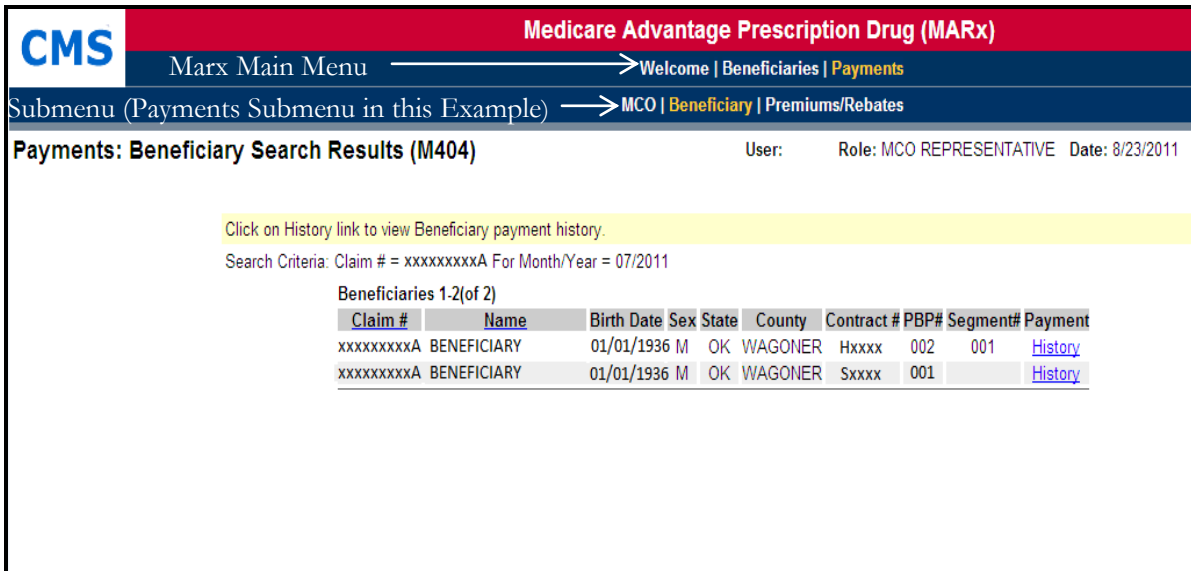 CMS
Medicare Advantage Prescription Drug (MARx)
Marx Main Menu
Welcome | Beneficiaries | Payments
Submenu (Payments Submenu in this Example)
MCO | Beneficiary | Premiums/Rebates
Payments: Beneficiary Search Results (M404) User: Role: MCO REPRESENTATIVE Date: 8/23/2011
Click on History link to view Beneficiary payment history.
Search Criteria: Claim # = xxxxxxxxxA For Month/Year = 07/2011
Beneficiaries 1-2(of 2)
Claim # Name Birth Date Sex State County Contract # PBP# Segment# Payment
xxxxxxxxxA BENEFICIARY 01/01/1936 M OK WAGONER Hxxxx 002 001 History
xxxxxxxxxA BENEFICIARY 01/01/1936 M OK WAGONER Sxxxx 001 History